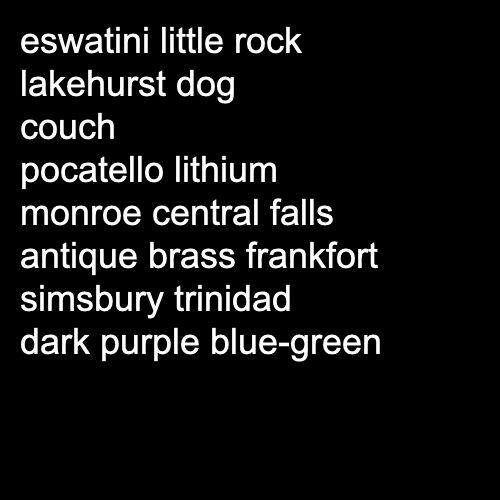 eswatini little rock
lakehurst dog
couch
pocatello lithium
monroe central falls
antique brass frankfort
simsbury trinidad
dark purple blue-green